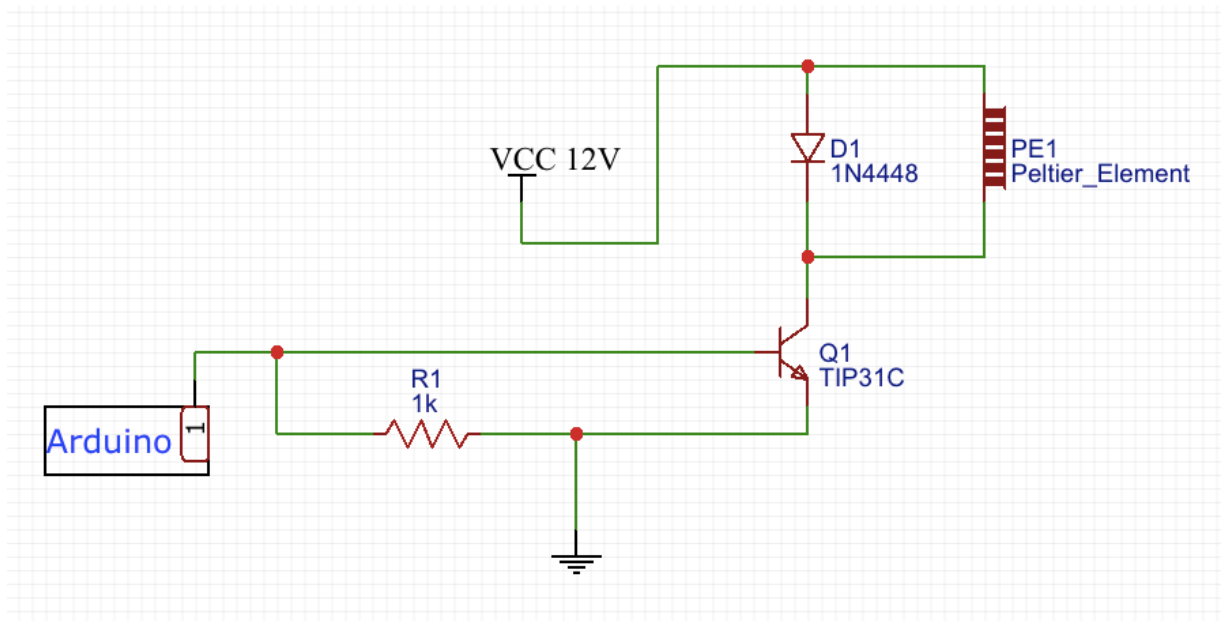 VCC 12V
D1
1N4448
PE1
Peltier_Element
Q1
TIP31C
R1
1k
Arduino
1